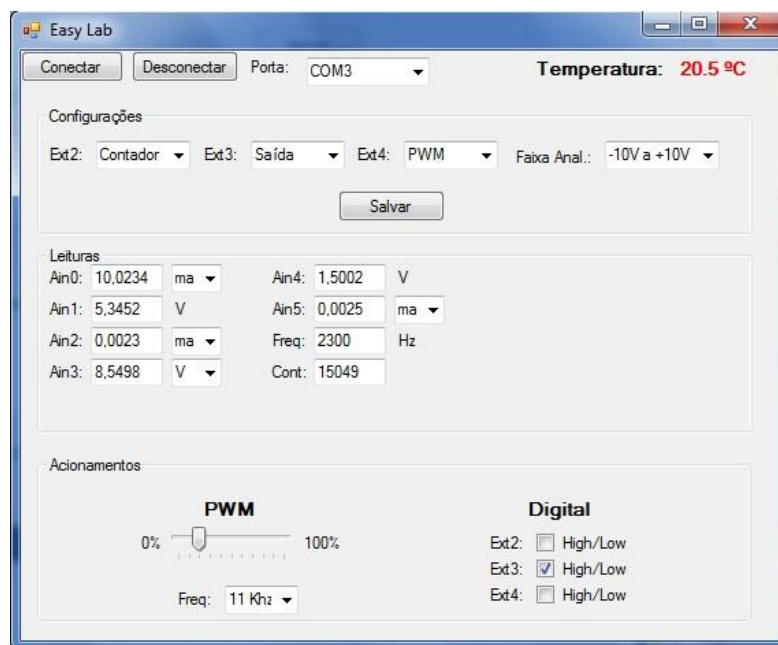 Easy Lab
Conectar Desconectar Porta: COM3 Temperatura: 20.5 ºC
Configurações
Ext2: Contador Ext3: Saída Ext4: PWM Faixa Anal.: -10V a +10V
Salvar
Leituras
Ain0: 10,0234 ma Ain4: 1,5002 V
Ain1: 5,3452 V Ain5: 0,0025 ma
Ain2: 0,0023 ma Freq: 2300 Hz
Ain3: 8,5498 V Cont: 15049
Acionamentos
PWM Digital
0% 100% Ext2: High/Low
Ext3: High/Low
Freq: 11 Khz Ext4: High/Low